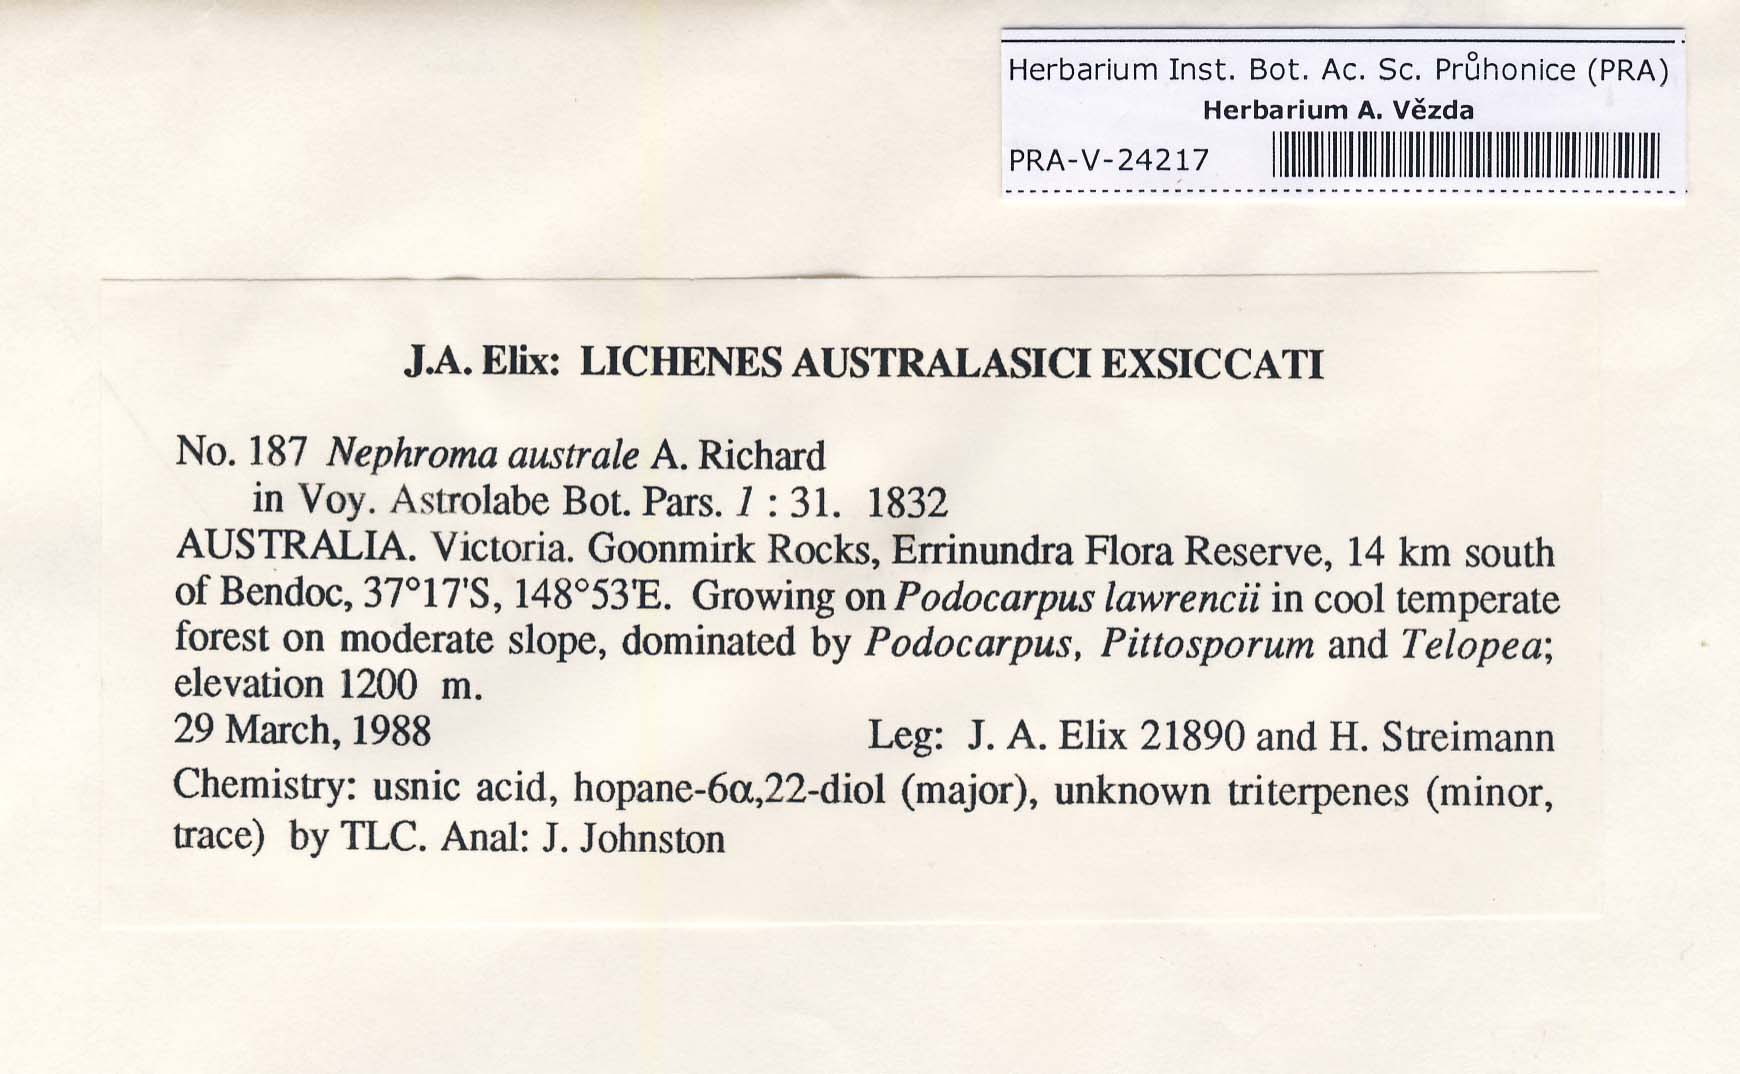 Herbarium Inst. Bot. Ac. Sc. Průhonice (PRA)
Herbarium A. Vězda
PRA-V-24217
J.A. Elix: LICHENES AUSTRALASICI EXSICCATI
No. 187 Nephroma australe A. Richard
in Voy. Astrolabe Bot. Pars. 1 : 31. 1832
AUSTRALIA. Victoria. Goonmirk Rocks, Errinundra Flora Reserve, 14 km south
of Bendoc, 37°17'S, 148°53'E. Growing on Podocarpus lawrencii in cool temperate
forest on moderate slope, dominated by Podocarpus, Pittosporum and Telopea;
elevation 1200 m.
29 March, 1988 Leg: J. A. Elix 21890 and H. Streimann
Chemistry: usnic acid, hopane-6α,22-diol (major), unknown triterpenes (minor,
trace) by TLC. Anal: J. Johnston